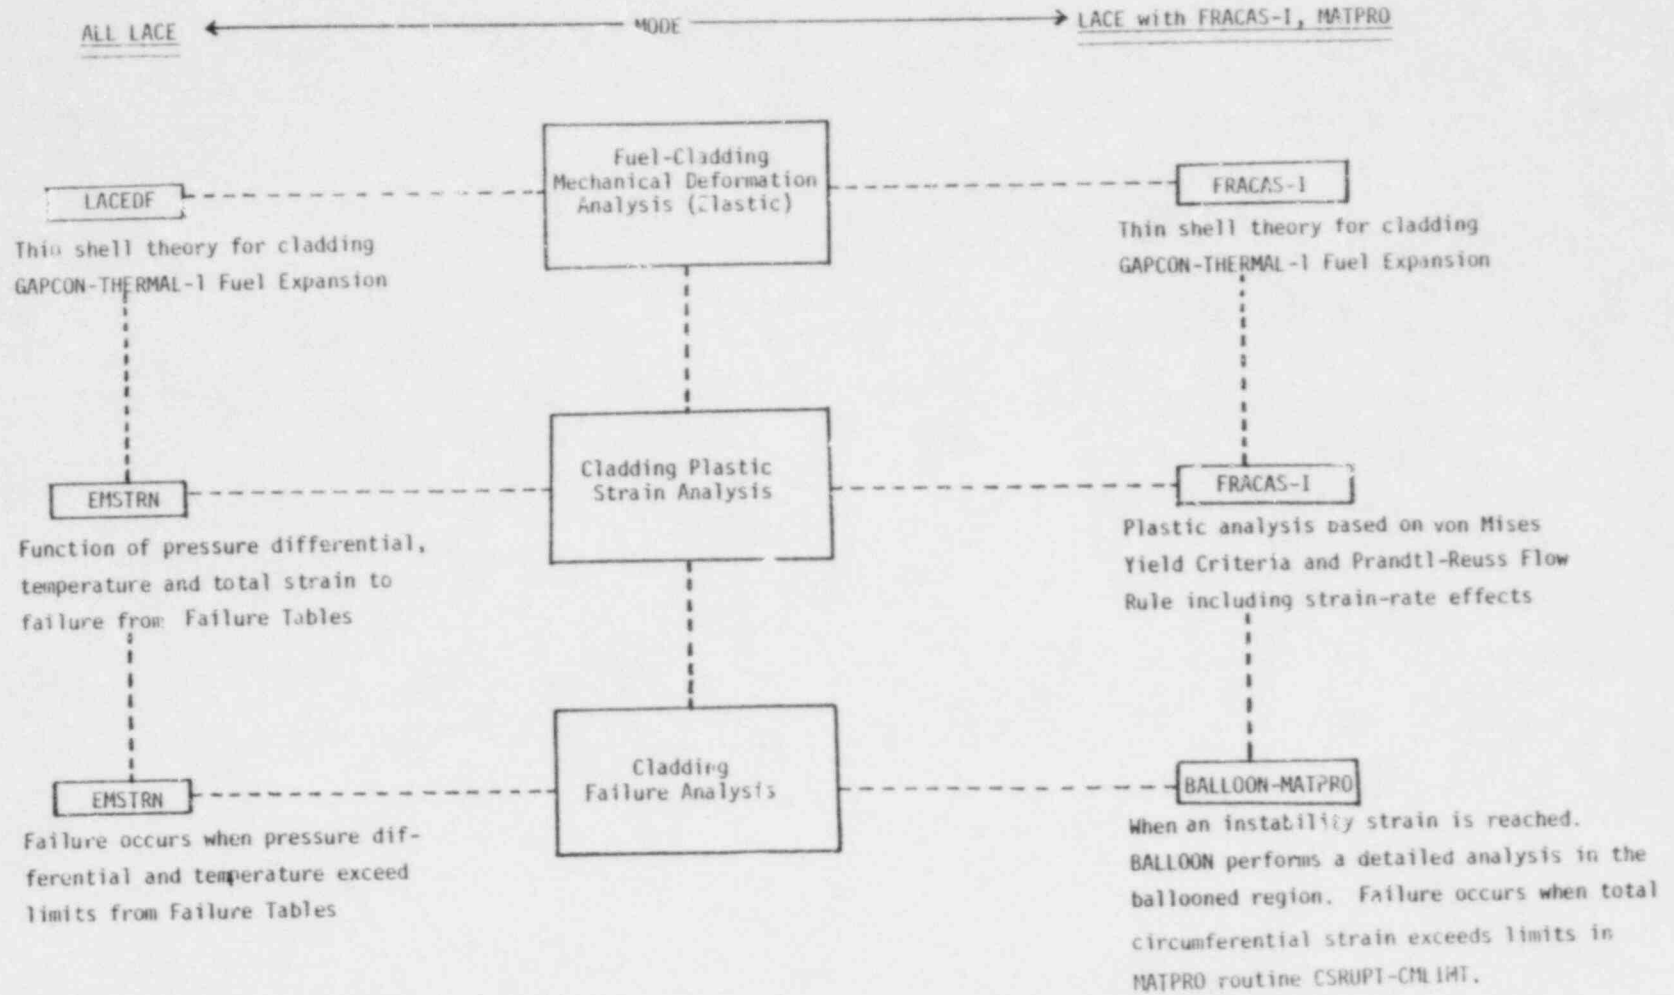 ALL LACE
MODE
LACE with FRACAS-I, MATPRO
Fuel-Cladding
Mechanical Deformation
Analysis (Elastic)
LACEDF
Thin shell theory for cladding
GAPCON-THERMAL-1 Fuel Expansion
FRACAS-I
Thin shell theory for cladding
GAPCON-THERMAL-1 Fuel Expansion
Cladding Plastic
Strain Analysis
EMSTRN
Function of pressure differential,
temperature and total strain to
failure from Failure Tables
FRACAS-I
Plastic analysis based on von Mises
Yield Criteria and Prandtl-Reuss Flow
Rule including strain-rate effects
Cladding
Failure Analysis
EMSTRN
Failure occurs when pressure dif-
ferential and temperature exceed
limits from Failure Tables
BALLOON-MATPRO
When an instability strain is reached.
BALLOON performs a detailed analysis in the
ballooned region. Failure occurs when total
circumferential strain exceeds limits in
MATPRO routine CSRUPT-CMLIMT.